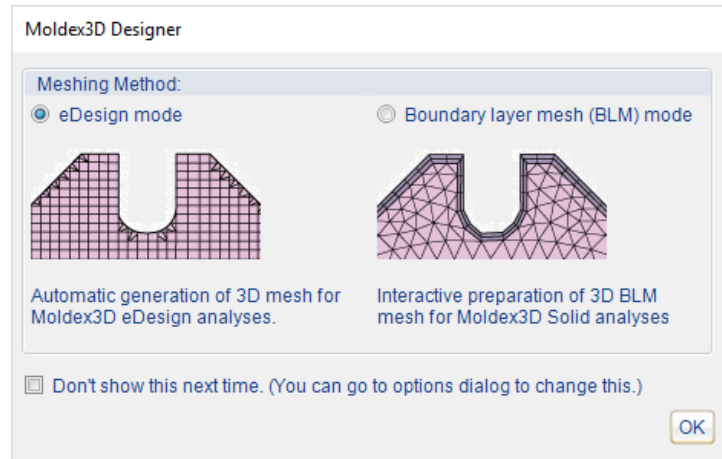 Moldex3D Designer
Meshing Method:
eDesign mode
Boundary layer mesh (BLM) mode
Automatic generation of 3D mesh for
Moldex3D eDesign analyses.
Interactive preparation of 3D BLM
mesh for Moldex3D Solid analyses
Don't show this next time. (You can go to options dialog to change this.)
OK